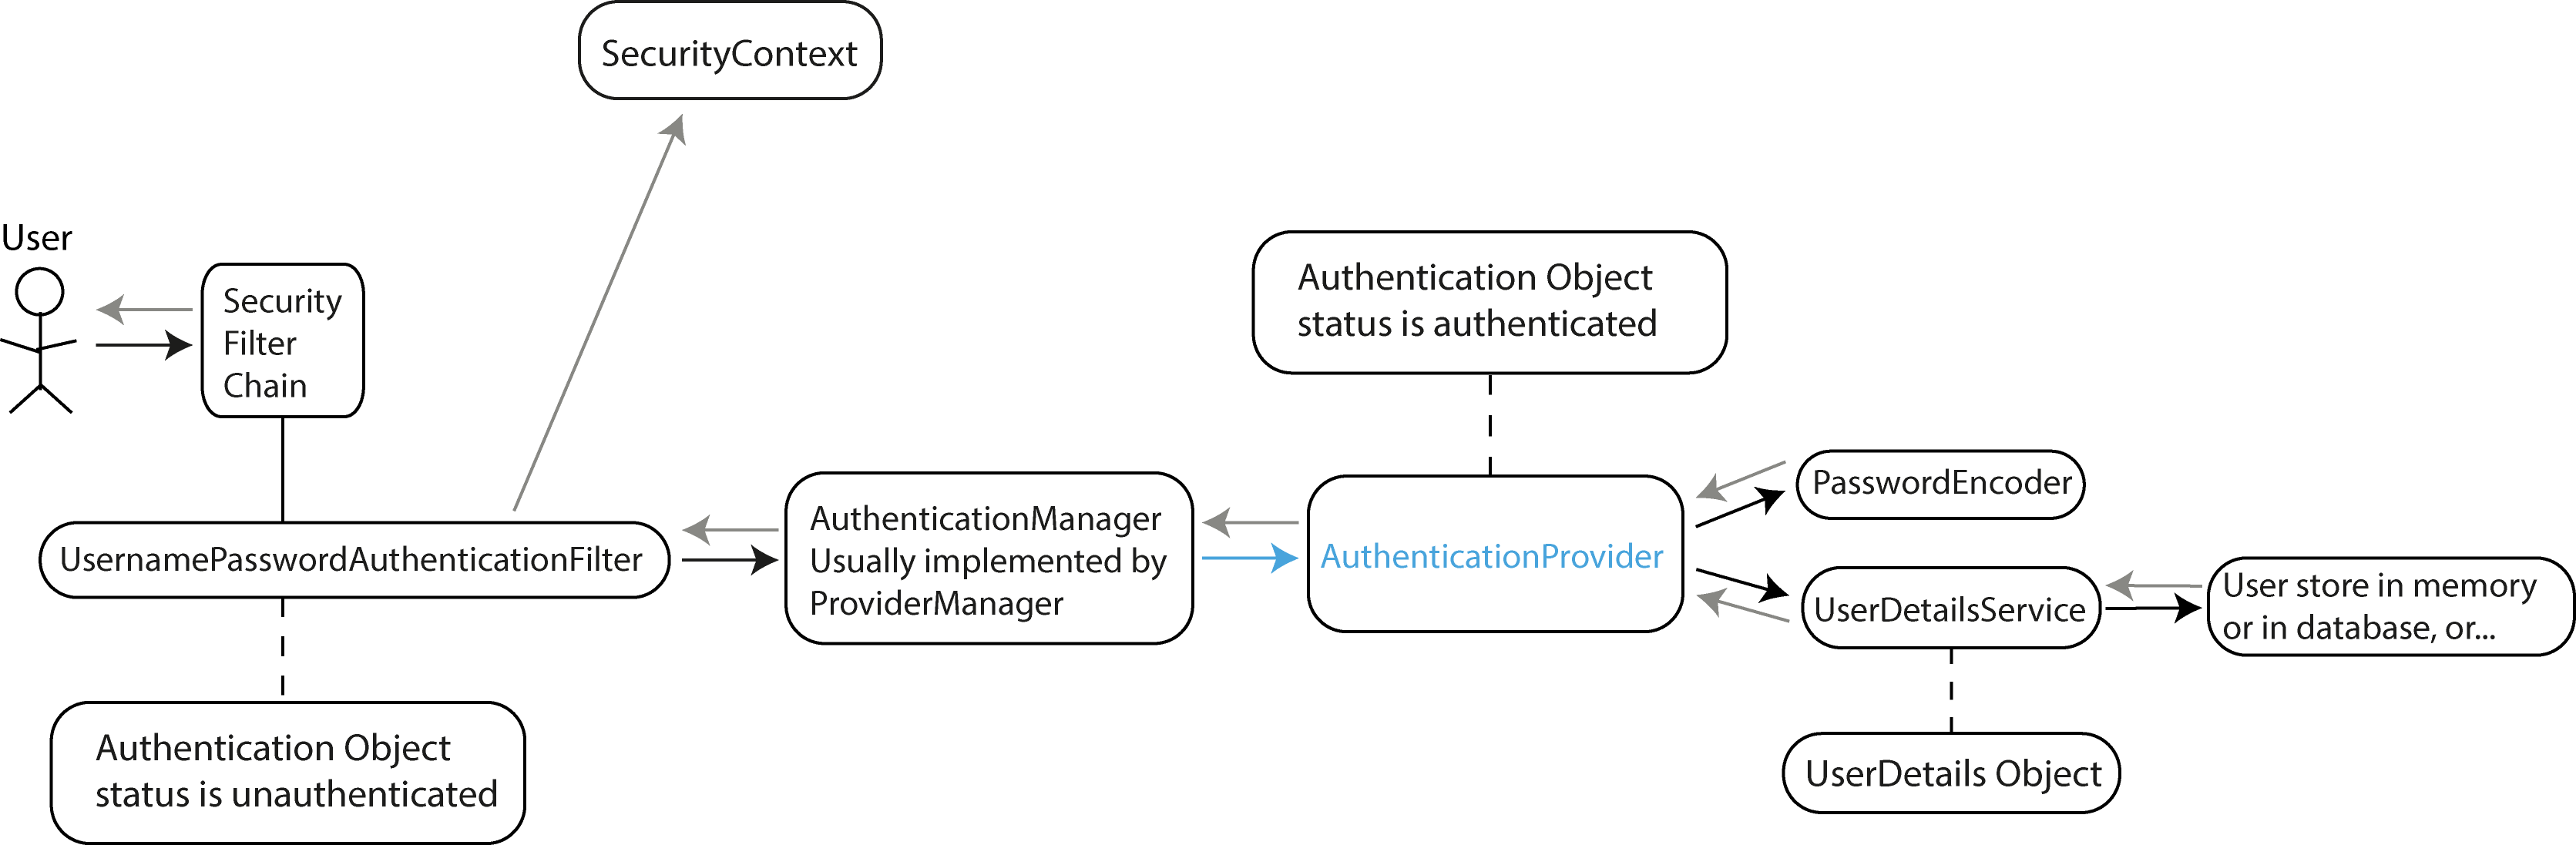 SecurityContext
User
Security
Filter
Chain
Authentication Object
status is authenticated
UsernamePasswordAuthenticationFilter
AuthenticationManager
Usually implemented by
ProviderManager
AuthenticationProvider
PasswordEncoder
UserDetailsService
User store in memory
or in database, or...
Authentication Object
status is unauthenticated
UserDetails Object